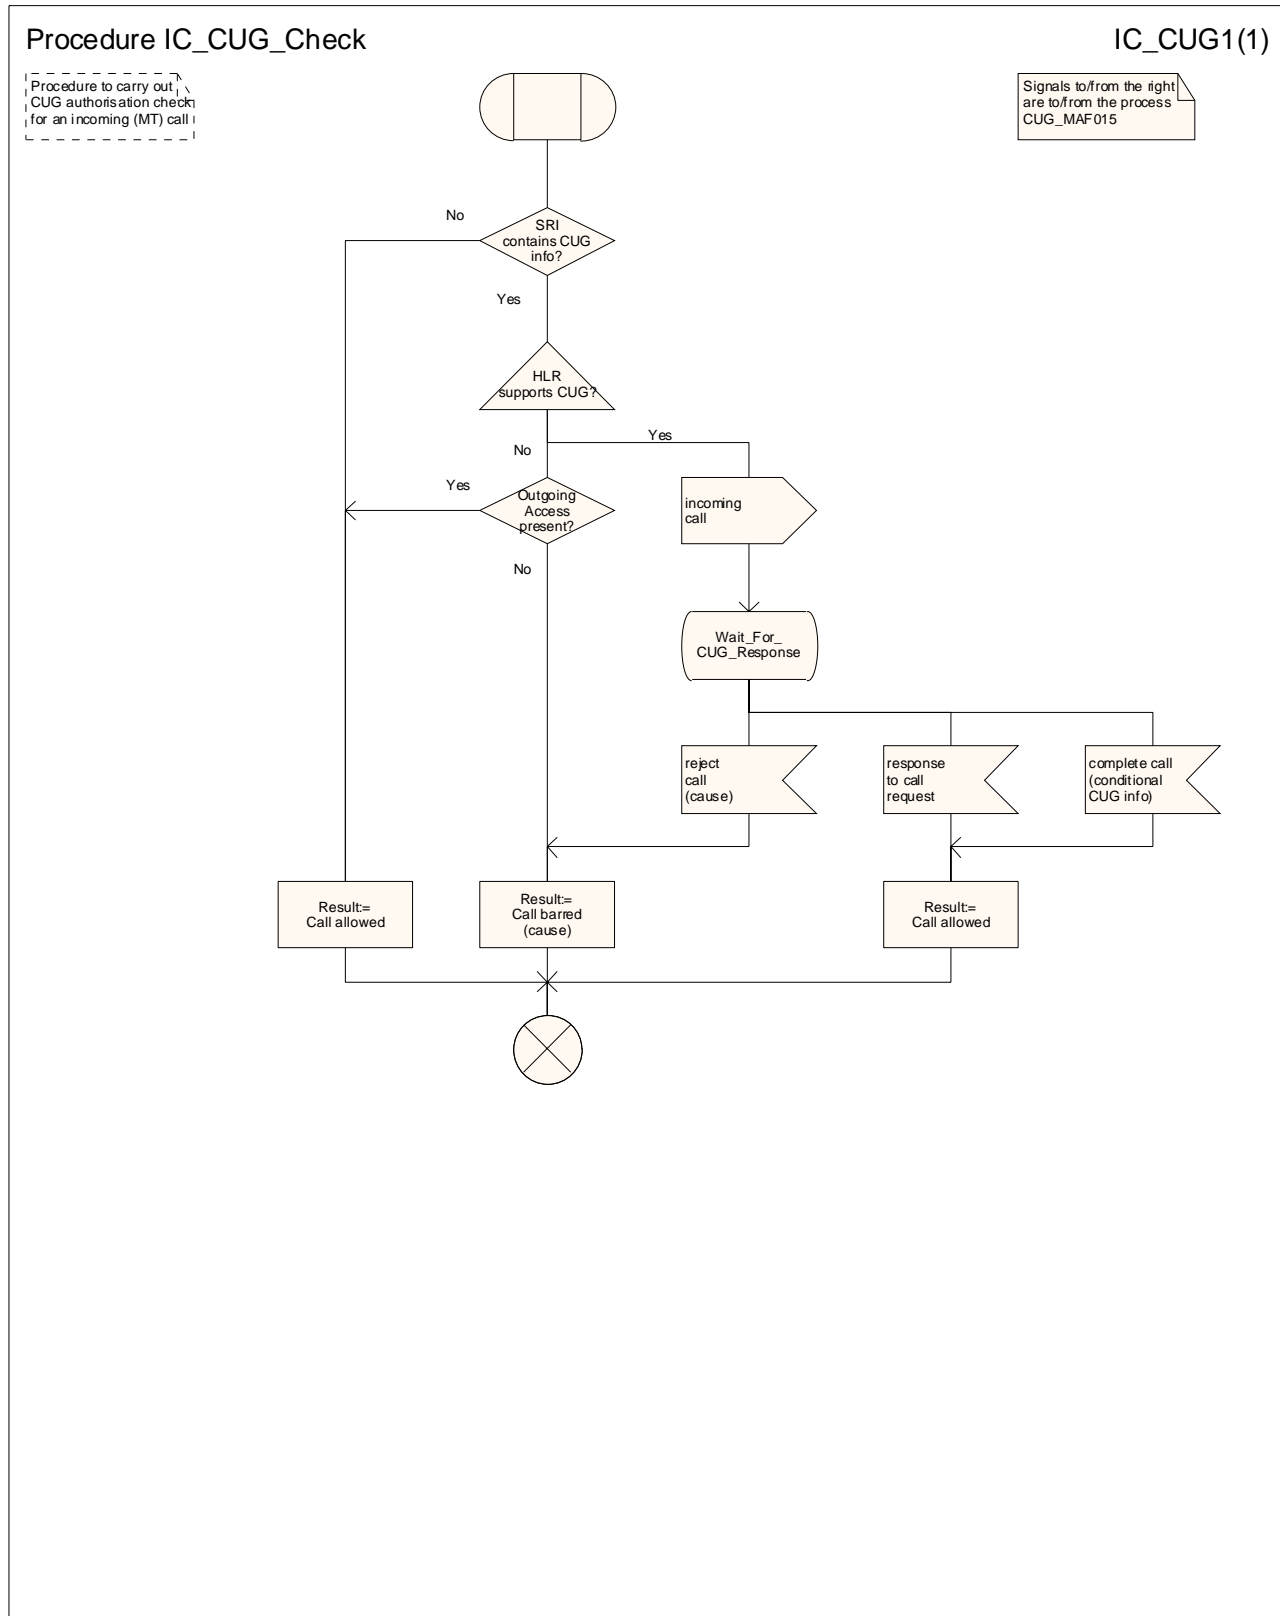 Procedure IC_CUG_Check
IC_CUG1(1)
Procedure to carry out
CUG authorisation check
for an incoming (MT) call
Signals to/from the right
are to/from the process
CUG_MAF015
No
SRI
contains CUG
info?
Yes
HLR
supports CUG?
No
Yes
Yes
Outgoing
Access
present?
incoming
call
No
Wait_For_
CUG_Response
reject
call
(cause)
response
to call
request
complete call
(conditional
CUG info)
Result:=
Call allowed
Result:=
Call barred
(cause)
Result:=
Call allowed